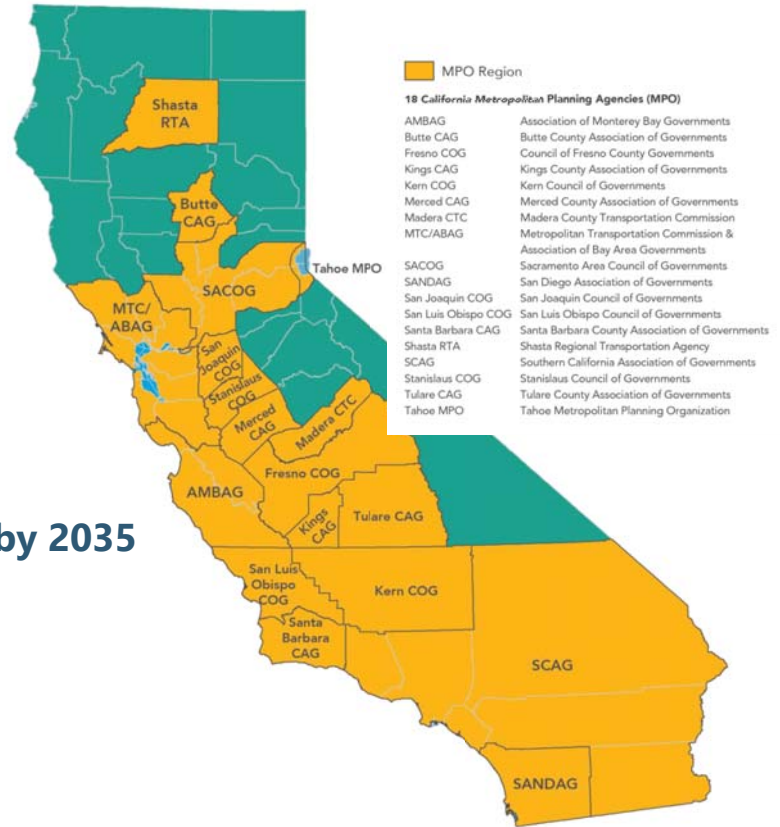 MPO Region
18 California Metropolitan Planning Agencies (MPO)
AMBAG Association of Monterey Bay Governments
Butte CAG Butte County Association of Governments
Fresno COG Council of Fresno County Governments
Kings CAG Kings County Association of Governments
Kern COG Kern Council of Governments
Merced CAG Merced County Association of Governments
Madera CTC Madera County Transportation Commission
MTC/ABAG Metropolitan Transportation Commission &
Association of Bay Area Governments
SACOG Sacramento Area Council of Governments
SANDAG San Diego Association of Governments
San Joaquin COG San Joaquin Council of Governments
San Luis Obispo COG San Luis Obispo Council of Governments
Santa Barbara CAG Santa Barbara County Association of Governments
Shasta RTA Shasta Regional Transportation Agency
SCAG Southern California Association of Governments
Stanislaus COG Stanislaus Council of Governments
Tulare CAG Tulare County Association of Governments
Tahoe MPO Tahoe Metropolitan Planning Organization
Shasta
RTA
Butte
CAG
Tahoe MPO
SACOG
MTC/
ABAG
San
Joaquin
COG
Stanislaus
COG
Merced
CAG
Madera CTC
Fresno COG
AMBAG
Kings
CAG
Tulare CAG
by 2035
San Luis
Obispo
COG
Kern COG
Santa
Barbara
CAG
SCAG
SANDAG